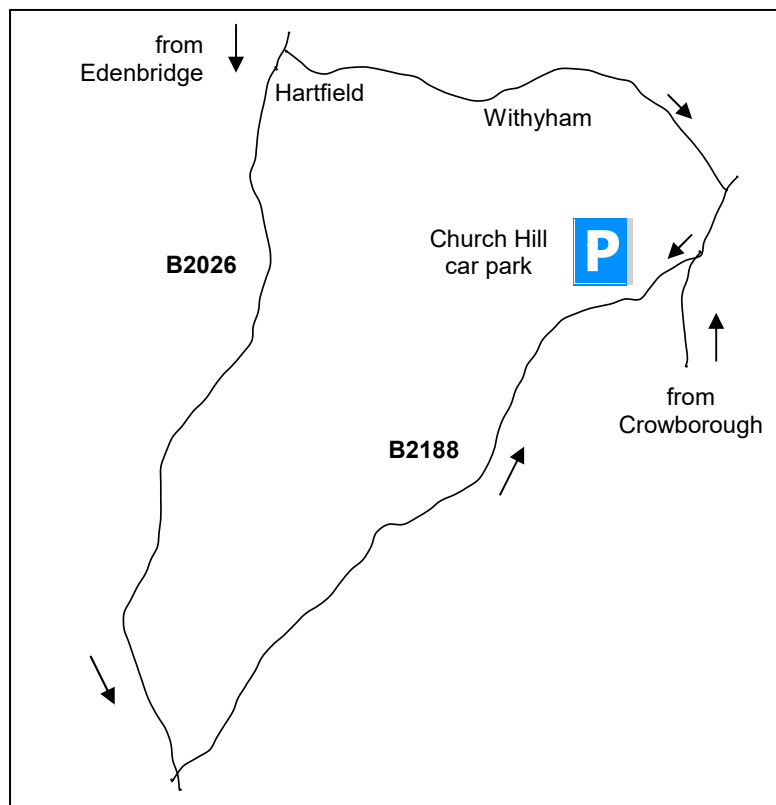 from
Edenbridge
Hartfield
Withyham
Church Hill
car park
P
B2026
from
Crowborough
B2188